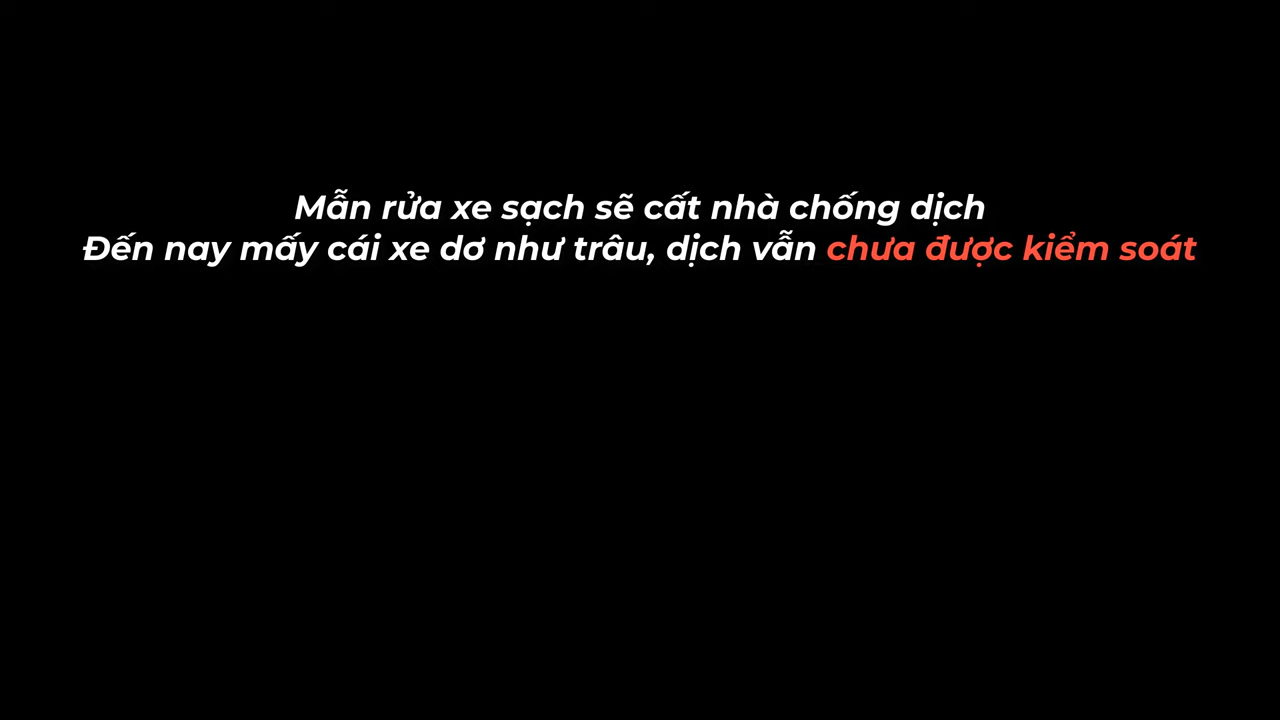 Mẫn rửa xe sạch sẽ cất nhà chống dịch
Đến nay mấy cái xe dơ như trâu, dịch vẫn chưa được kiểm soát